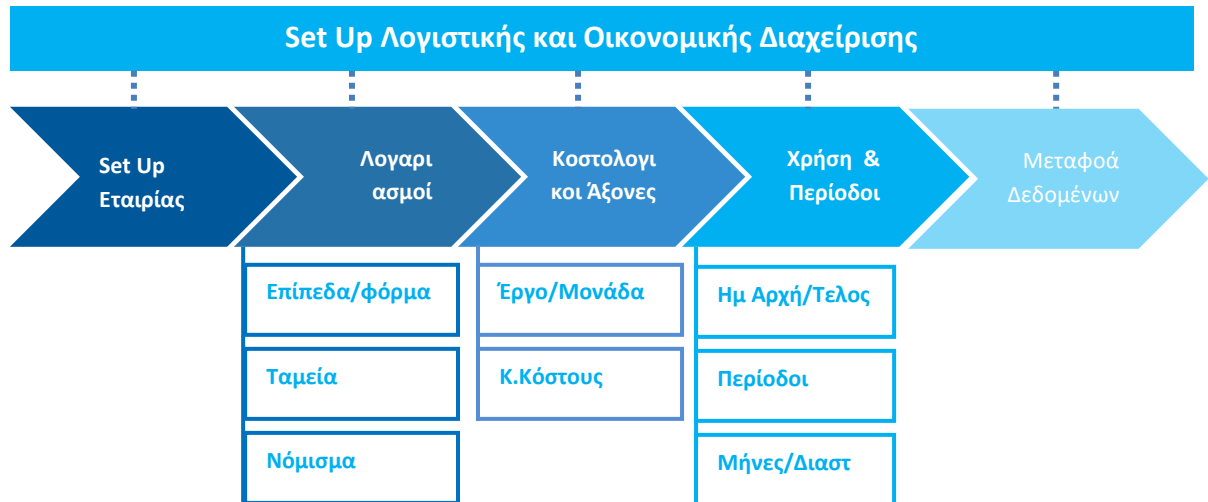 Set Up Λογιστικής και Οικονομικής Διαχείρισης
Set Up
Εταιρίας
Λογαρι
ασμοί
Κοστολογι
κοι Άξονες
Χρήση &
Περίοδοι
Μεταφοά
Δεδομένων
Επίπεδα/φόρμα
Ταμεία
Νόμισμα
Έργο/Μονάδα
Κ.Κόστους
Ημ Αρχή/Τελος
Περίοδοι
Μήνες/Διαστ